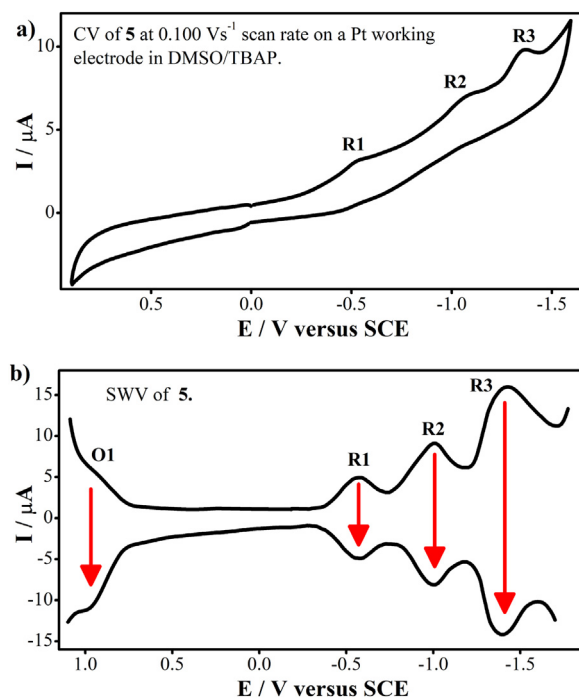 a)
CV of 5 at 0.100 Vs⁻¹ scan rate on a Pt working
electrode in DMSO/TBAP.
R1
R2
R3
I / μA
10
5
0
0.5
0.0
-0.5
-1.0
-1.5
E / V versus SCE
b)
SWV of 5.
O1
R1
R2
R3
I / μA
15
10
5
0
-5
-10
-15
1.0
0.5
0.0
-0.5
-1.0
-1.5
E / V versus SCE